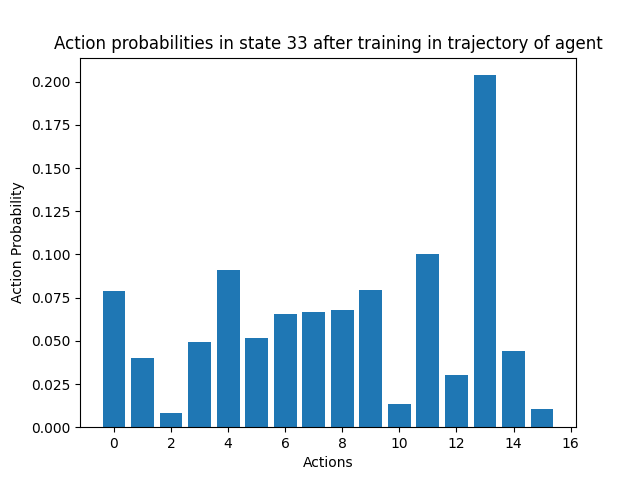 Action probabilities in state 33 after training in trajectory of agent
0.200
0.175
0.150
0.125
0.100
0.075
0.050
0.025
0.000
Action Probability
0 2 4 6 8 10 12 14 16
Actions